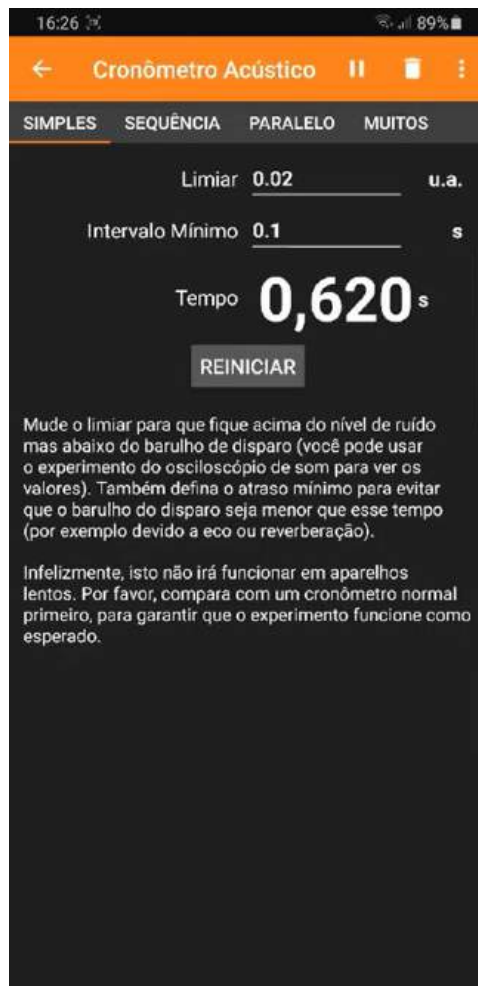 16:26 89%
Cronômetro Acústico
SIMPLES SEQUÊNCIA PARALELO MUITOS
Limiar 0.02 u.a.
Intervalo Mínimo 0.1 s
Tempo 0,620 s
REINICIAR
Mude o limiar para que fique acima do nível de ruído
mas abaixo do barulho de disparo (você pode usar
o experimento do osciloscópio de som para ver os
valores). Também defina o atraso mínimo para evitar
que o barulho do disparo seja menor que esse tempo
(por exemplo devido a eco ou reverberação).
Infelizmente, isto não irá funcionar em aparelhos
lentos. Por favor, compara com um cronômetro normal
primeiro, para garantir que o experimento funcione como
esperado.